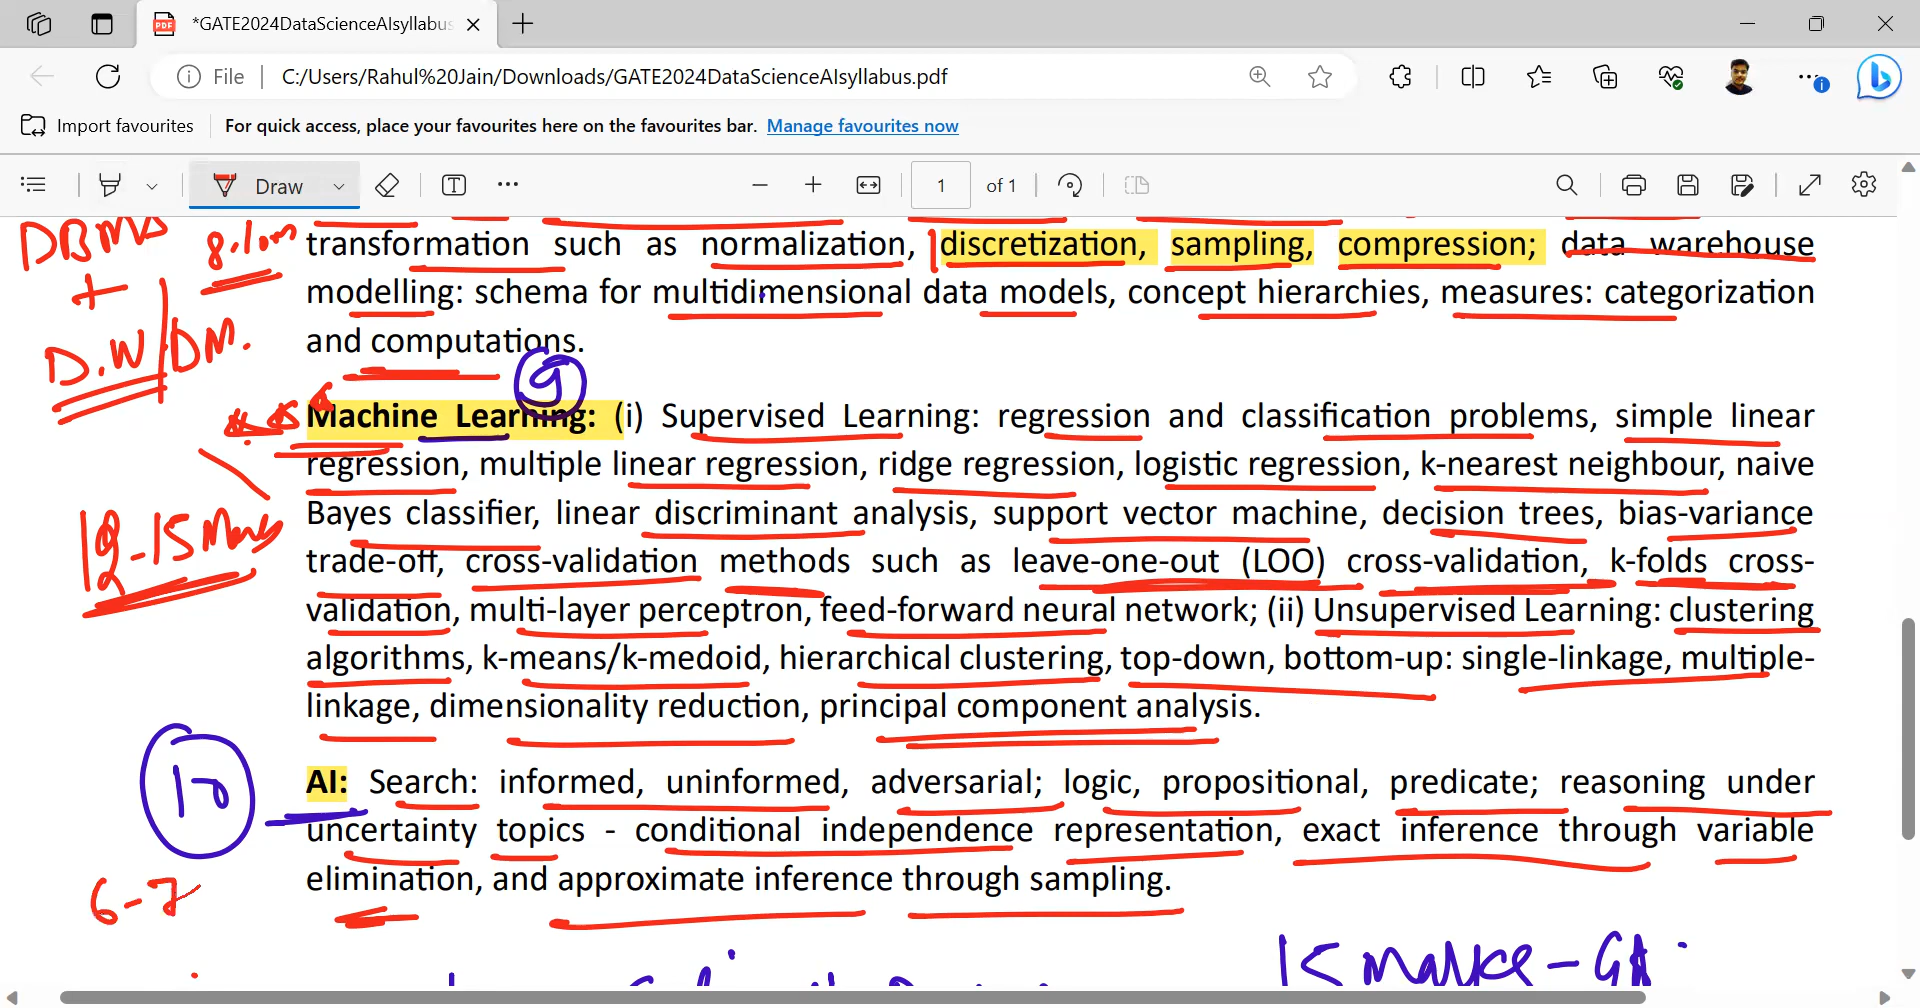 *GATE2024DataScienceAIsyllabus
File C:/Users/Rahul%20Jain/Downloads/GATE2024DataScienceAIsyllabus.pdf
Import favourites For quick access, place your favourites here on the favourites bar. Manage favourites now
Draw 1 of 1
DBMS
+
D.W/DM.
8-10m
transformation such as normalization, discretization, sampling, compression; data warehouse
modelling: schema for multidimensional data models, concept hierarchies, measures: categorization
and computations.
9
Machine Learning: (i) Supervised Learning: regression and classification problems, simple linear
regression, multiple linear regression, ridge regression, logistic regression, k-nearest neighbour, naive
Bayes classifier, linear discriminant analysis, support vector machine, decision trees, bias-variance
trade-off, cross-validation methods such as leave-one-out (LOO) cross-validation, k-folds cross-
validation, multi-layer perceptron, feed-forward neural network; (ii) Unsupervised Learning: clustering
algorithms, k-means/k-medoid, hierarchical clustering, top-down, bottom-up: single-linkage, multiple-
linkage, dimensionality reduction, principal component analysis.
12-15 Marks
10
AI: Search: informed, uninformed, adversarial; logic, propositional, predicate; reasoning under
uncertainty topics - conditional independence representation, exact inference through variable
elimination, and approximate inference through sampling.
6-7
15 marks - GA